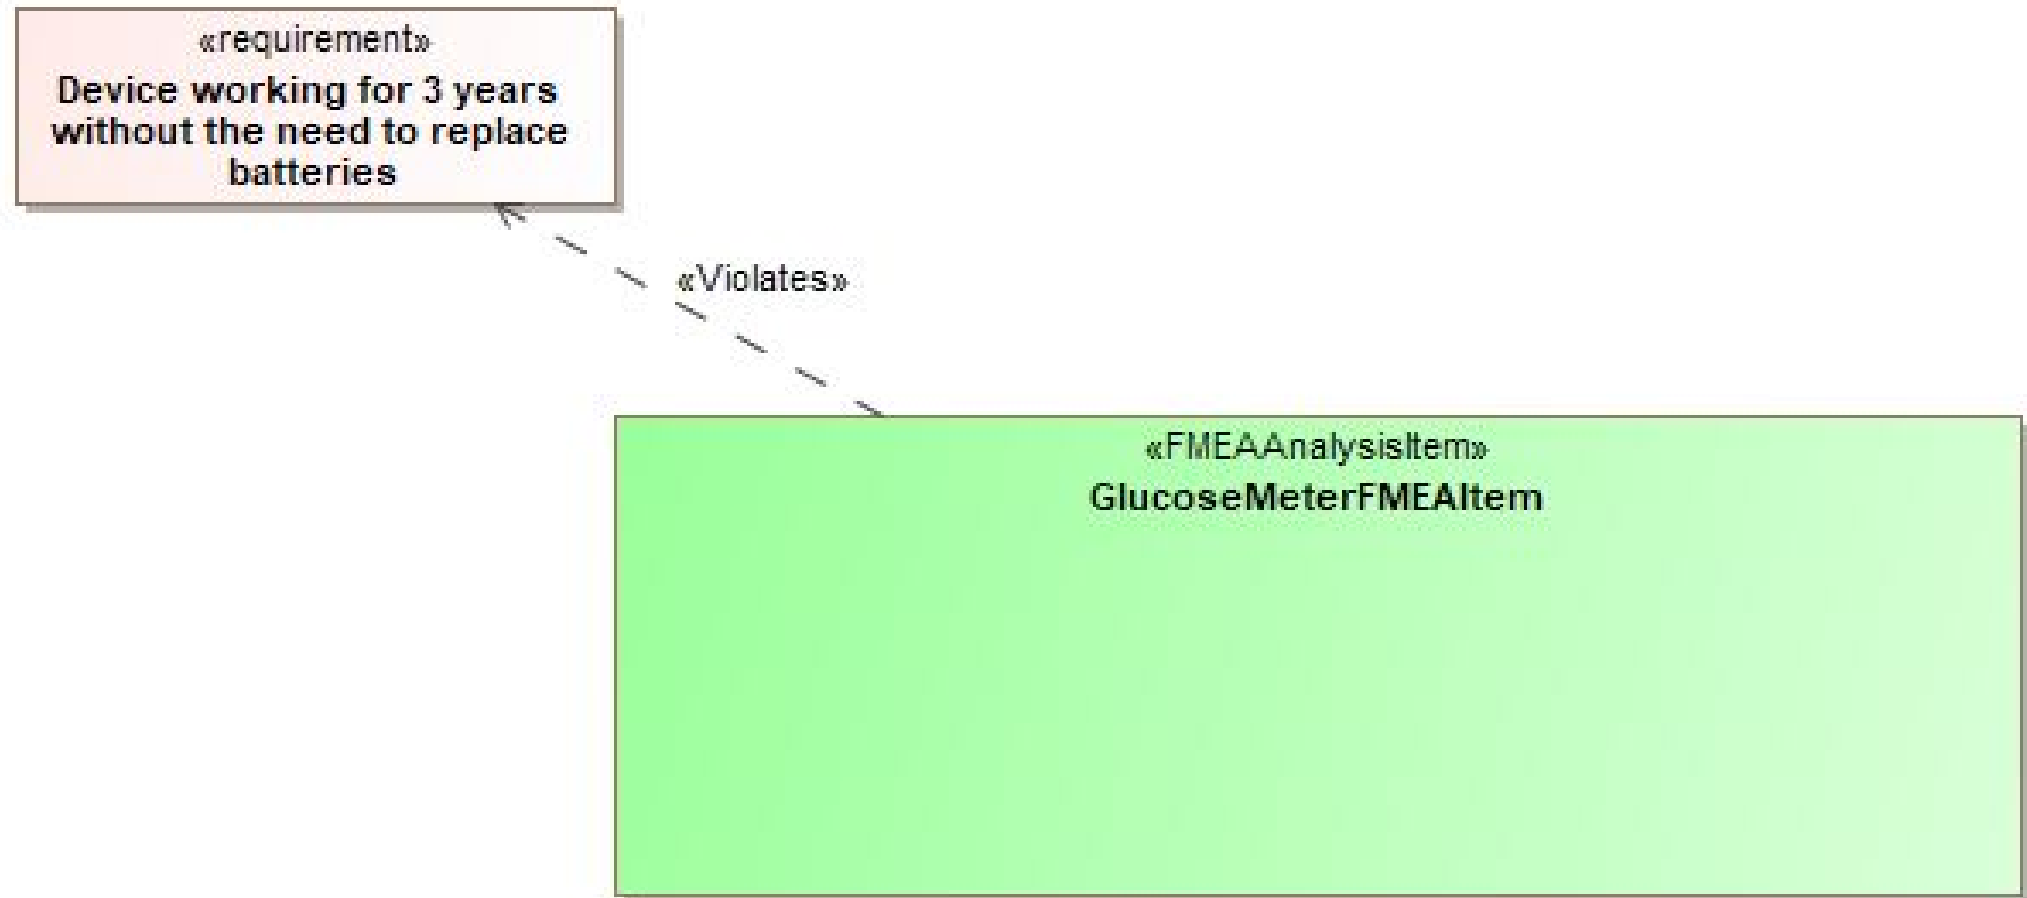 «requirement»
Device working for 3 years
without the need to replace
batteries
«Violates»
«FMEAAnalysisItem»
GlucoseMeterFMEAItem